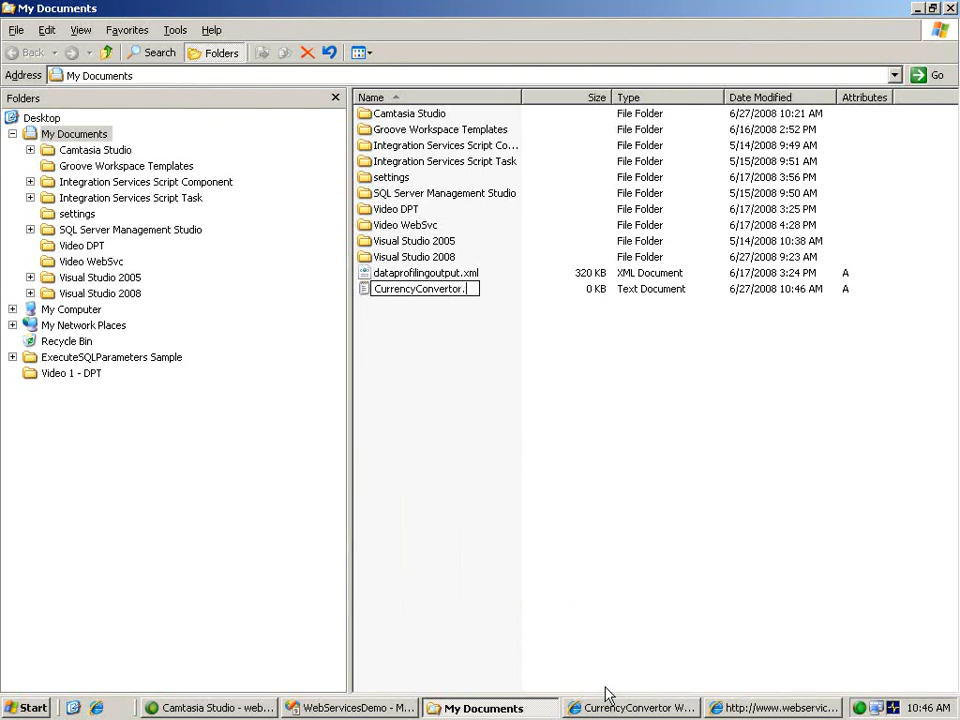 My Documents
File Edit View Favorites Tools Help
Back Search Folders
Address My Documents Go
Folders
Name Size Type Date Modified Attributes
Desktop
My Documents
Camtasia Studio
Groove Workspace Templates
Integration Services Script Component
Integration Services Script Task
settings
SQL Server Management Studio
Video DPT
Video WebSvc
Visual Studio 2005
Visual Studio 2008
My Computer
My Network Places
Recycle Bin
ExecuteSQLParameters Sample
Video 1 - DPT
Camtasia Studio File Folder 6/27/2008 10:21 AM
Groove Workspace Templates File Folder 6/16/2008 2:52 PM
Integration Services Script Co... File Folder 5/14/2008 9:49 AM
Integration Services Script Task File Folder 5/15/2008 9:51 AM
settings File Folder 6/17/2008 3:56 PM
SQL Server Management Studio File Folder 5/15/2008 9:50 AM
Video DPT File Folder 6/17/2008 3:25 PM
Video WebSvc File Folder 6/17/2008 4:28 PM
Visual Studio 2005 File Folder 5/14/2008 10:38 AM
Visual Studio 2008 File Folder 6/27/2008 9:23 AM
dataprofilingoutput.xml 320 KB XML Document 6/17/2008 3:24 PM A
CurrencyConvertor. 0 KB Text Document 6/27/2008 10:46 AM A
Start Camtasia Studio - web... WebServicesDemo - M... My Documents CurrencyConvertor W... http://www.webservic... 10:46 AM